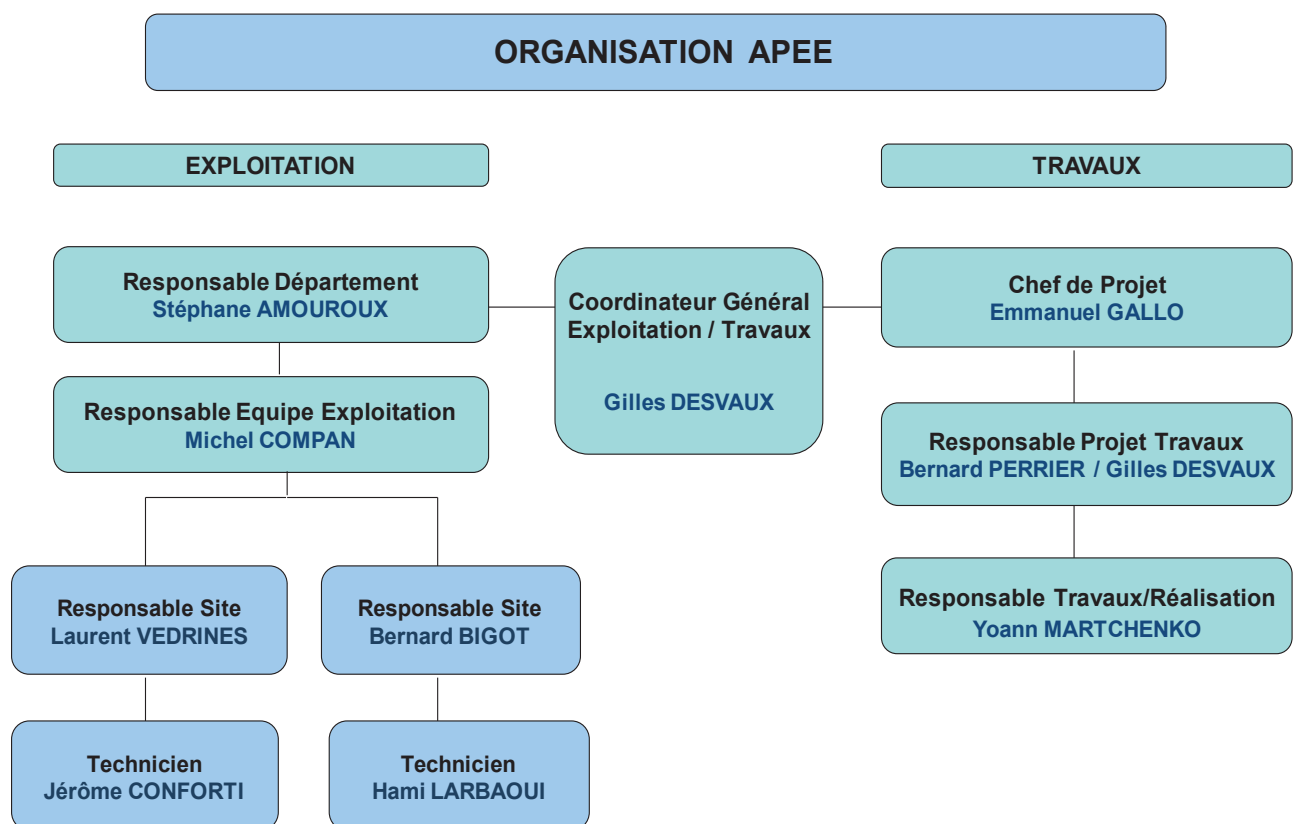 ORGANISATION APEE
EXPLOITATION
TRAVAUX
Responsable Département
Stéphane AMOUROUX
Coordinateur Général
Exploitation / Travaux
Gilles DESVAUX
Chef de Projet
Emmanuel GALLO
Responsable Equipe Exploitation
Michel COMPAN
Responsable Projet Travaux
Bernard PERRIER / Gilles DESVAUX
Responsable Site
Laurent VEDRINES
Responsable Site
Bernard BIGOT
Responsable Travaux/Réalisation
Yoann MARTCHENKO
Technicien
Jérôme CONFORTI
Technicien
Hami LARBAOUI